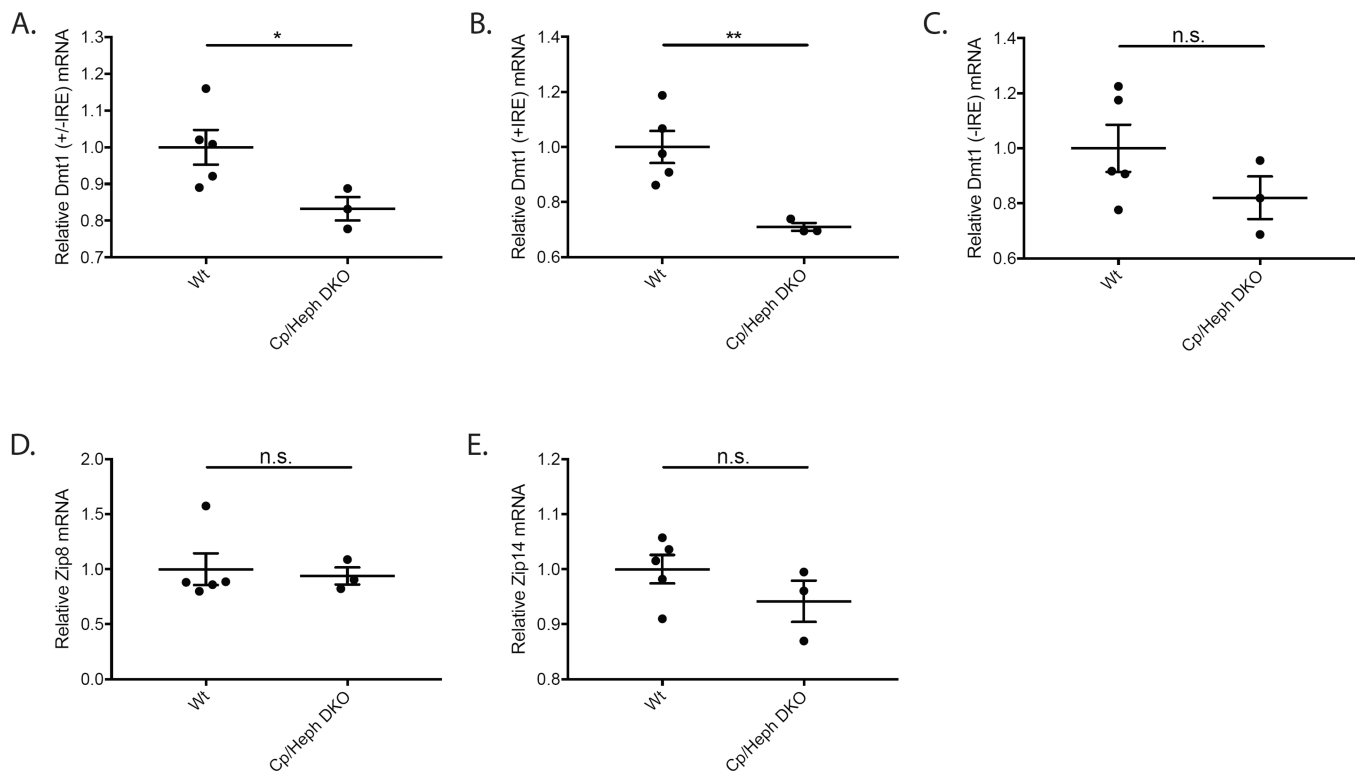 A.
Relative Dmt1 (+/-IRE) mRNA
1.3
1.2
1.1
1.0
0.9
0.8
0.7
*
Wt
Cp/Heph DKO
B.
Relative Dmt1 (+IRE) mRNA
1.4
1.2
1.0
0.8
0.6
**
Wt
Cp/Heph DKO
C.
Relative Dmt1 (-IRE) mRNA
1.4
1.2
1.0
0.8
0.6
n.s.
Wt
Cp/Heph DKO
D.
Relative Zip8 mRNA
2.0
1.5
1.0
0.5
0.0
n.s.
Wt
Cp/Heph DKO
E.
Relative Zip14 mRNA
1.2
1.1
1.0
0.9
0.8
n.s.
Wt
Cp/Heph DKO